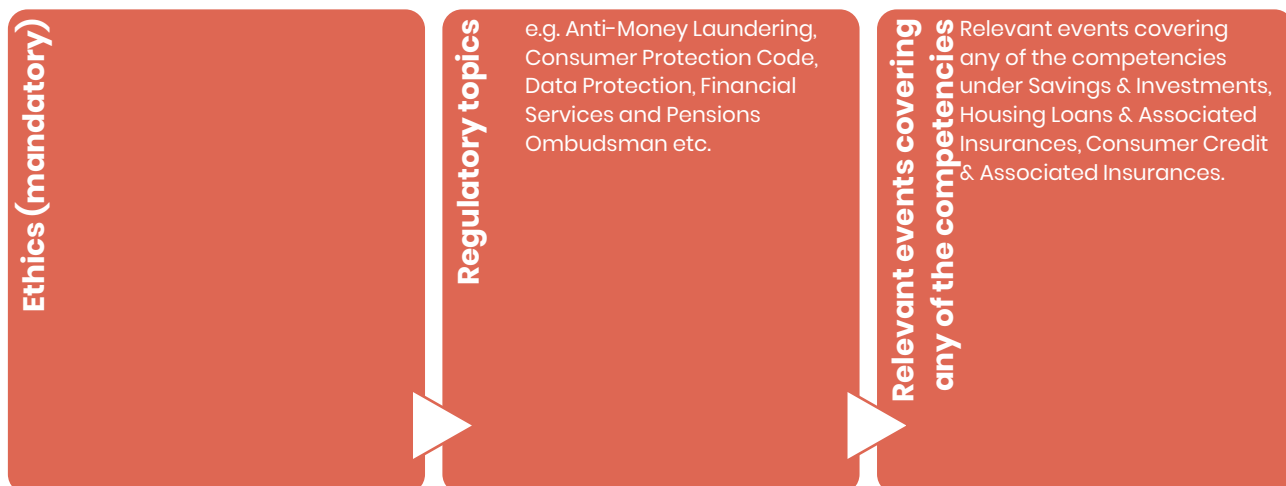 Ethics (mandatory)
Regulatory topics
e.g. Anti-Money Laundering,
Consumer Protection Code,
Data Protection, Financial
Services and Pensions
Ombudsman etc.
Relevant events covering
any of the competencies
Relevant events covering
any of the competencies
under Savings & Investments,
Housing Loans & Associated
Insurances, Consumer Credit
& Associated Insurances.